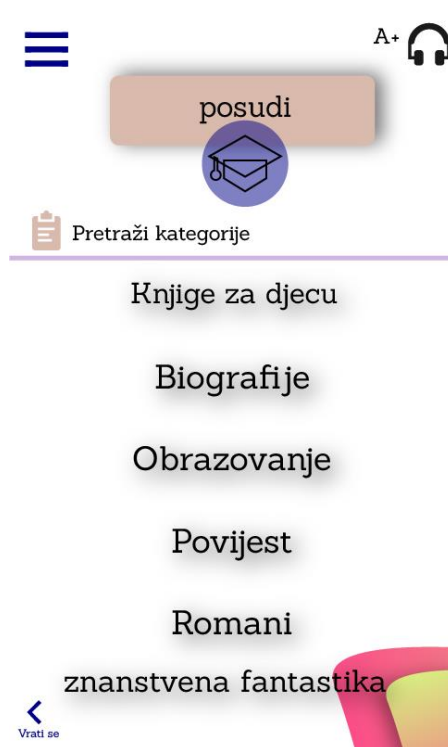 A+
posudi
Pretraži kategorije
Knjige za djecu
Biografije
Obrazovanje
Povijest
Romani
znanstvena fantastika
Vrati se